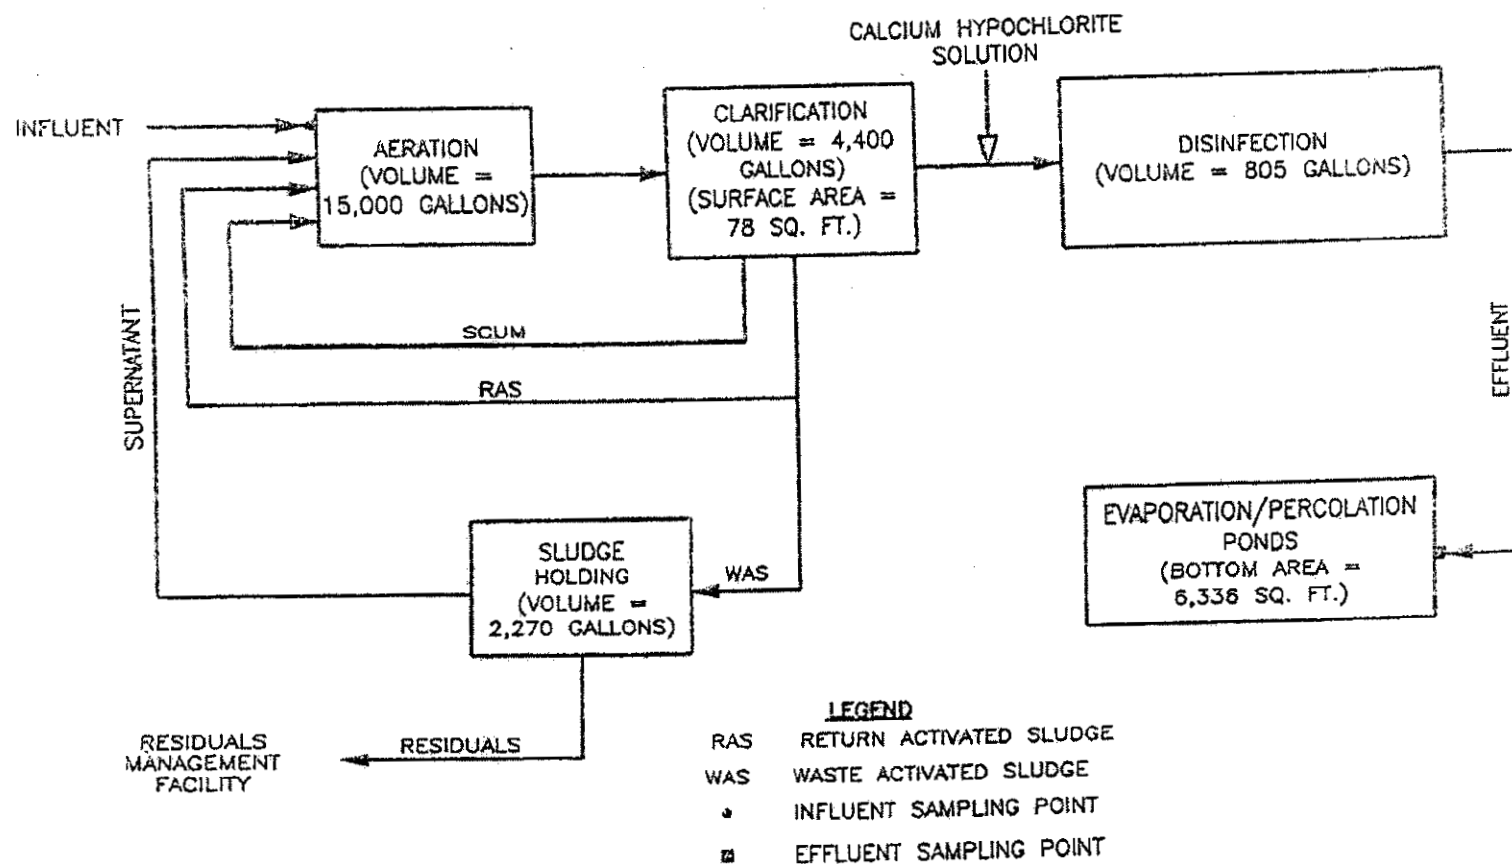 CALCIUM HYPOCHLORITE
SOLUTION
INFLUENT
AERATION
(VOLUME =
15,000 GALLONS)
CLARIFICATION
(VOLUME = 4,400
GALLONS)
(SURFACE AREA =
78 SQ. FT.)
DISINFECTION
(VOLUME = 805 GALLONS)
SCUM
RAS
SUPERNATANT
EFFLUENT
EVAPORATION/PERCOLATION
PONDS
(BOTTOM AREA =
6,336 SQ. FT.)
SLUDGE
HOLDING
(VOLUME =
2,270 GALLONS)
WAS
RESIDUALS
RESIDUALS
MANAGEMENT
FACILITY
LEGEND
RAS RETURN ACTIVATED SLUDGE
WAS WASTE ACTIVATED SLUDGE
INFLUENT SAMPLING POINT
EFFLUENT SAMPLING POINT